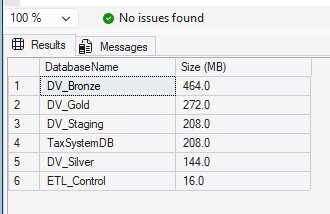 100 %
No issues found
Results Messages
DatabaseName Size (MB)
1 DV_Bronze 464.0
2 DV_Gold 272.0
3 DV_Staging 208.0
4 TaxSystemDB 208.0
5 DV_Silver 144.0
6 ETL_Control 16.0